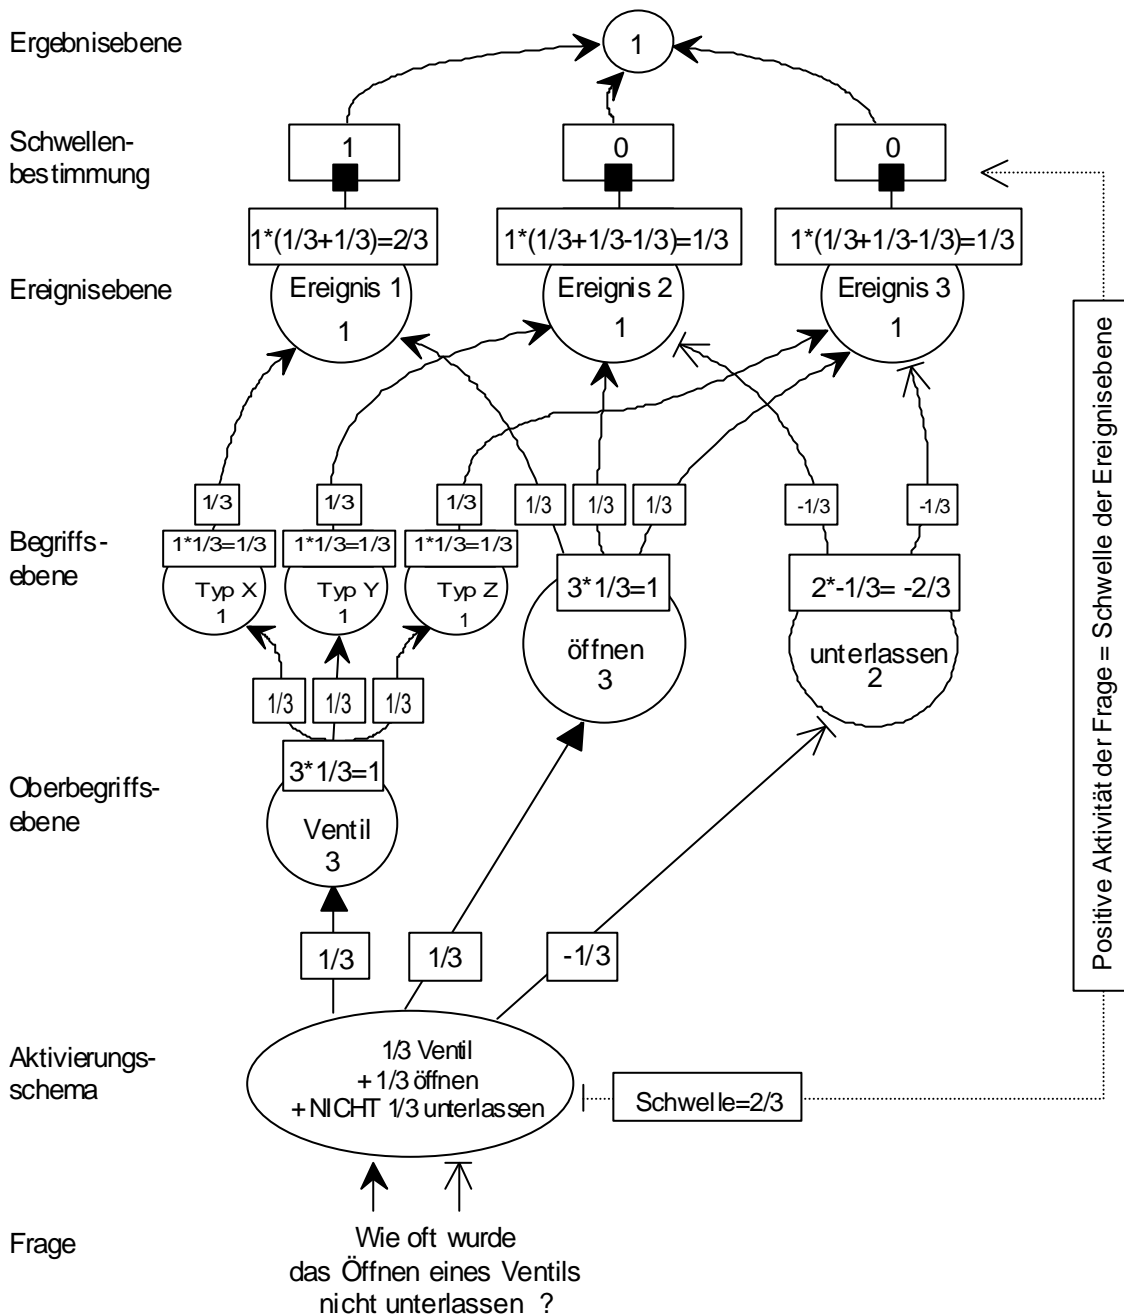 Ergebnisebene
1
Schwellen-
bestimmung
1
0
0
1*(1/3+1/3)=2/3
1*(1/3+1/3-1/3)=1/3
1*(1/3+1/3-1/3)=1/3
Ereignisebene
Ereignis 1
1
Ereignis 2
1
Ereignis 3
1
1/3
1/3
1/3
1/3
1/3
1/3
-1/3
-1/3
Begriffs-
ebene
1*1/3=1/3
1*1/3=1/3
1*1/3=1/3
Typ X
1
Typ Y
1
Typ Z
1
3*1/3=1
öffnen
3
2*-1/3= -2/3
unterlassen
2
1/3
1/3
1/3
Oberbegriffs-
ebene
3*1/3=1
Ventil
3
1/3
1/3
-1/3
Positive Aktivität der Frage = Schwelle der Ereignisebene
Aktivierungs-
schema
1/3 Ventil
+ 1/3 öffnen
+NICHT 1/3 unterlassen
Schwelle=2/3
Frage
Wie oft wurde
das Öffnen eines Ventils
nicht unterlassen ?